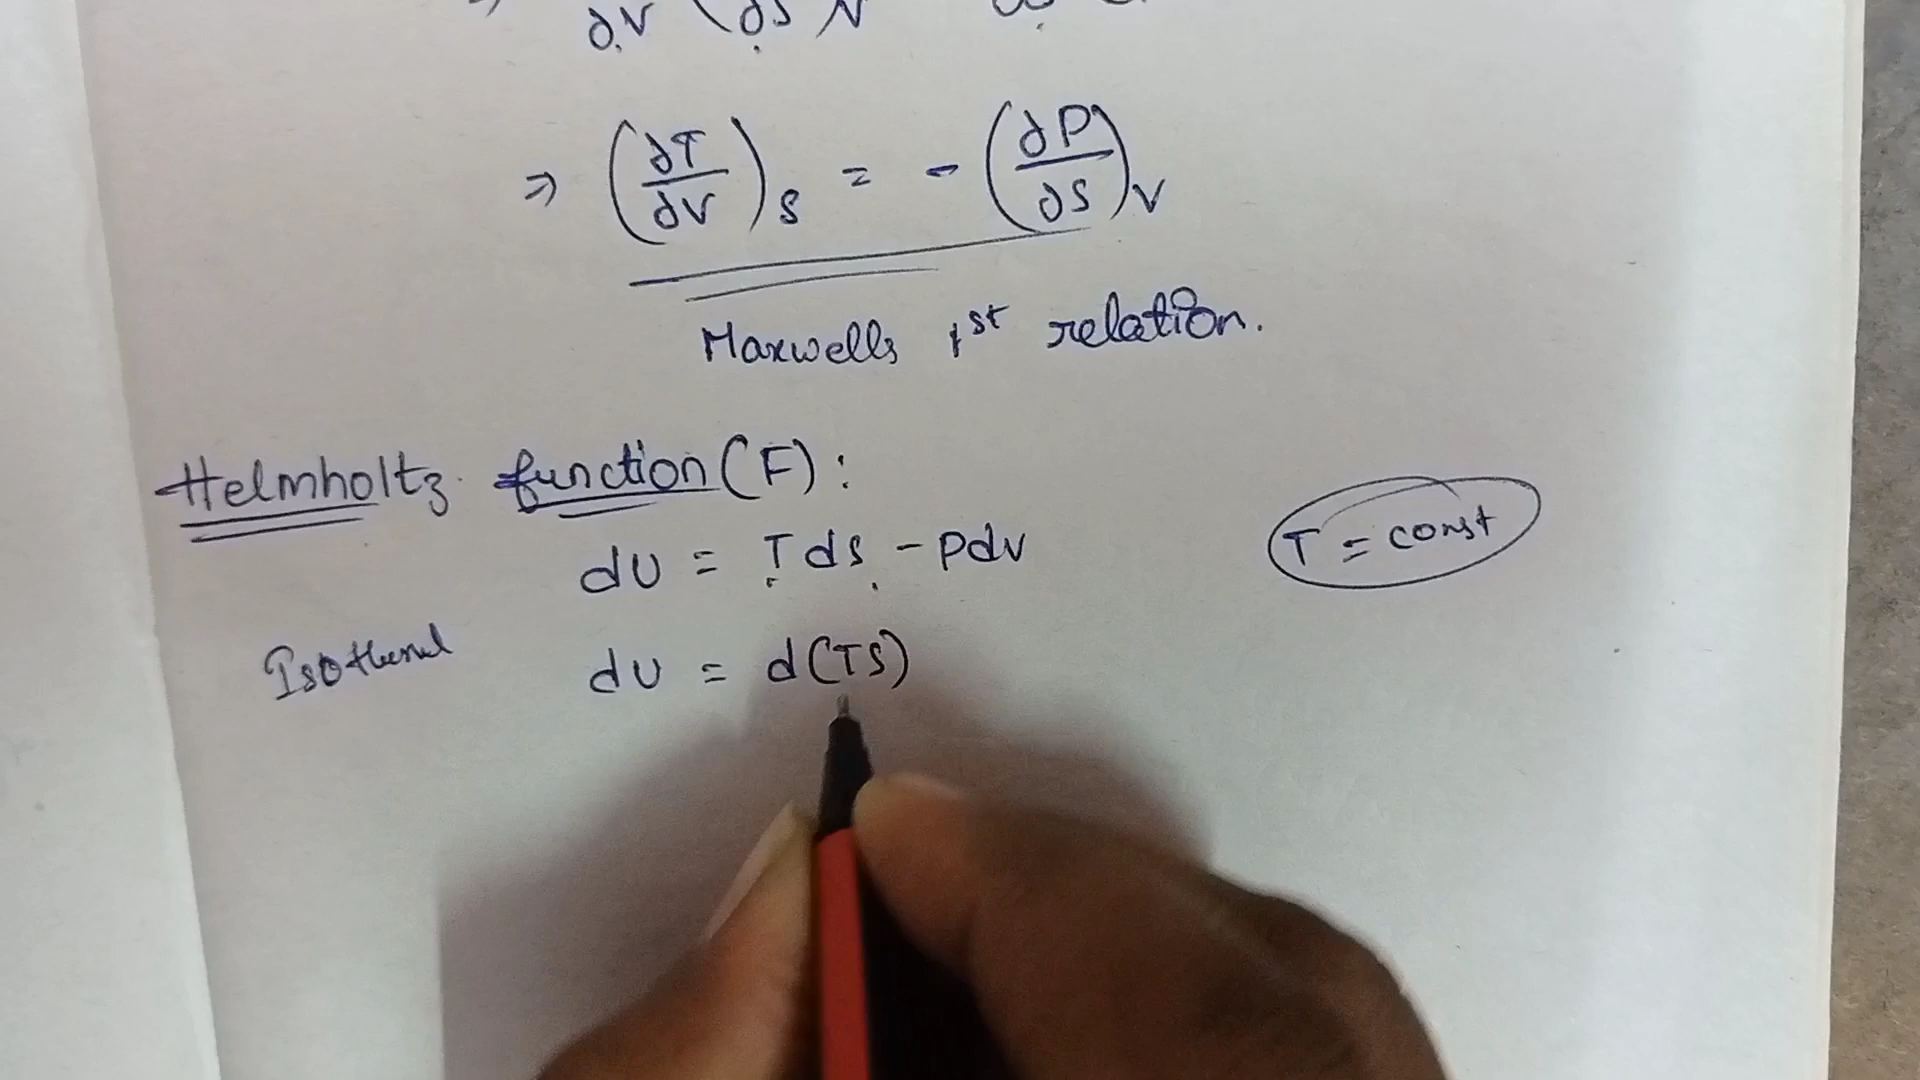 ∂V (∂S)V
⇒ (∂T/∂V)S = - (∂P/∂S)V
Maxwells 1st relation.
Helmholtz function (F):
dU = Tds - Pdv
T = const
Isothermal dU = d(TS)